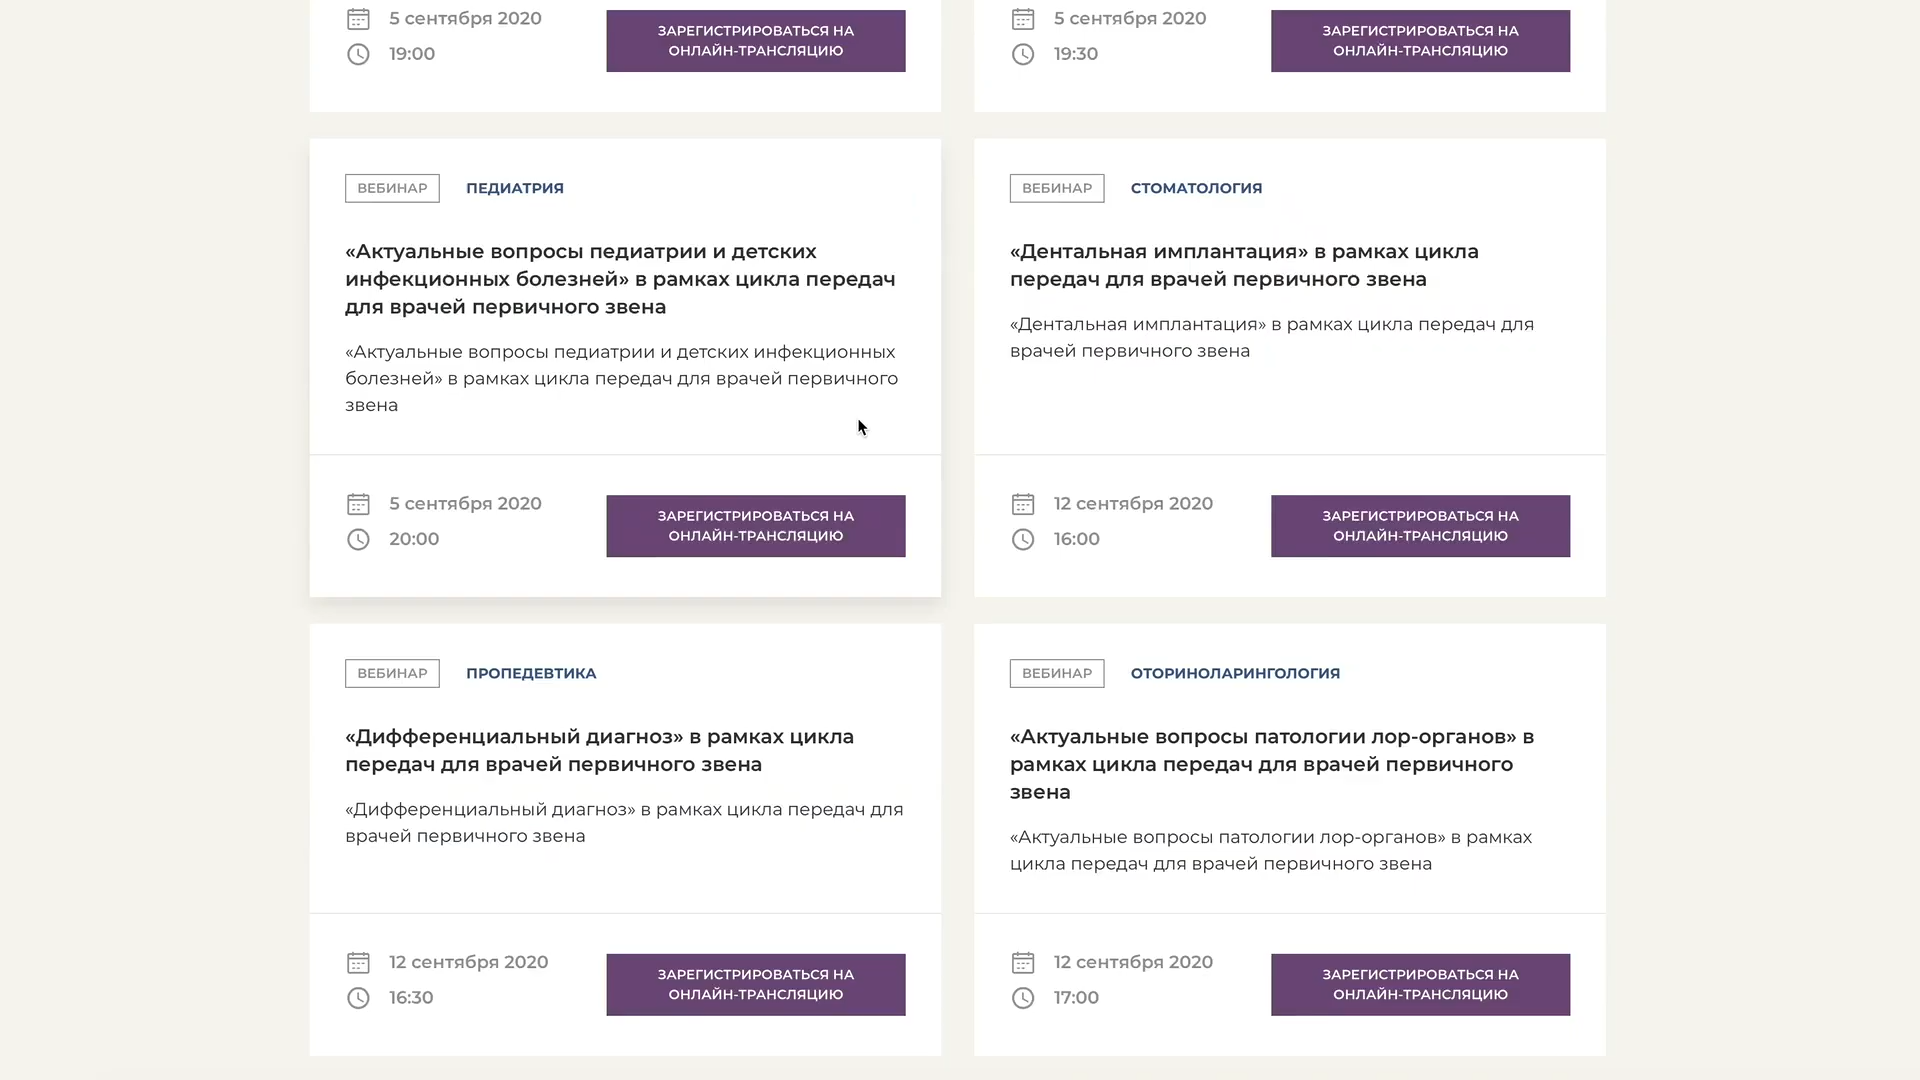 5 сентября 2020
19:00
ЗАРЕГИСТРИРОВАТЬСЯ НА
ОНЛАЙН-ТРАНСЛЯЦИЮ
5 сентября 2020
19:30
ЗАРЕГИСТРИРОВАТЬСЯ НА
ОНЛАЙН-ТРАНСЛЯЦИЮ
ВЕБИНАР
ПЕДИАТРИЯ
«Актуальные вопросы педиатрии и детских
инфекционных болезней» в рамках цикла передач
для врачей первичного звена
«Актуальные вопросы педиатрии и детских инфекционных
болезней» в рамках цикла передач для врачей первичного
звена
5 сентября 2020
20:00
ЗАРЕГИСТРИРОВАТЬСЯ НА
ОНЛАЙН-ТРАНСЛЯЦИЮ
ВЕБИНАР
СТОМАТОЛОГИЯ
«Дентальная имплантация» в рамках цикла
передач для врачей первичного звена
«Дентальная имплантация» в рамках цикла передач для
врачей первичного звена
12 сентября 2020
16:00
ЗАРЕГИСТРИРОВАТЬСЯ НА
ОНЛАЙН-ТРАНСЛЯЦИЮ
ВЕБИНАР
ПРОПЕДЕВТИКА
«Дифференциальный диагноз» в рамках цикла
передач для врачей первичного звена
«Дифференциальный диагноз» в рамках цикла передач для
врачей первичного звена
12 сентября 2020
16:30
ЗАРЕГИСТРИРОВАТЬСЯ НА
ОНЛАЙН-ТРАНСЛЯЦИЮ
ВЕБИНАР
ОТОРИНОЛАРИНГОЛОГИЯ
«Актуальные вопросы патологии лор-органов» в
рамках цикла передач для врачей первичного
звена
«Актуальные вопросы патологии лор-органов» в рамках
цикла передач для врачей первичного звена
12 сентября 2020
17:00
ЗАРЕГИСТРИРОВАТЬСЯ НА
ОНЛАЙН-ТРАНСЛЯЦИЮ